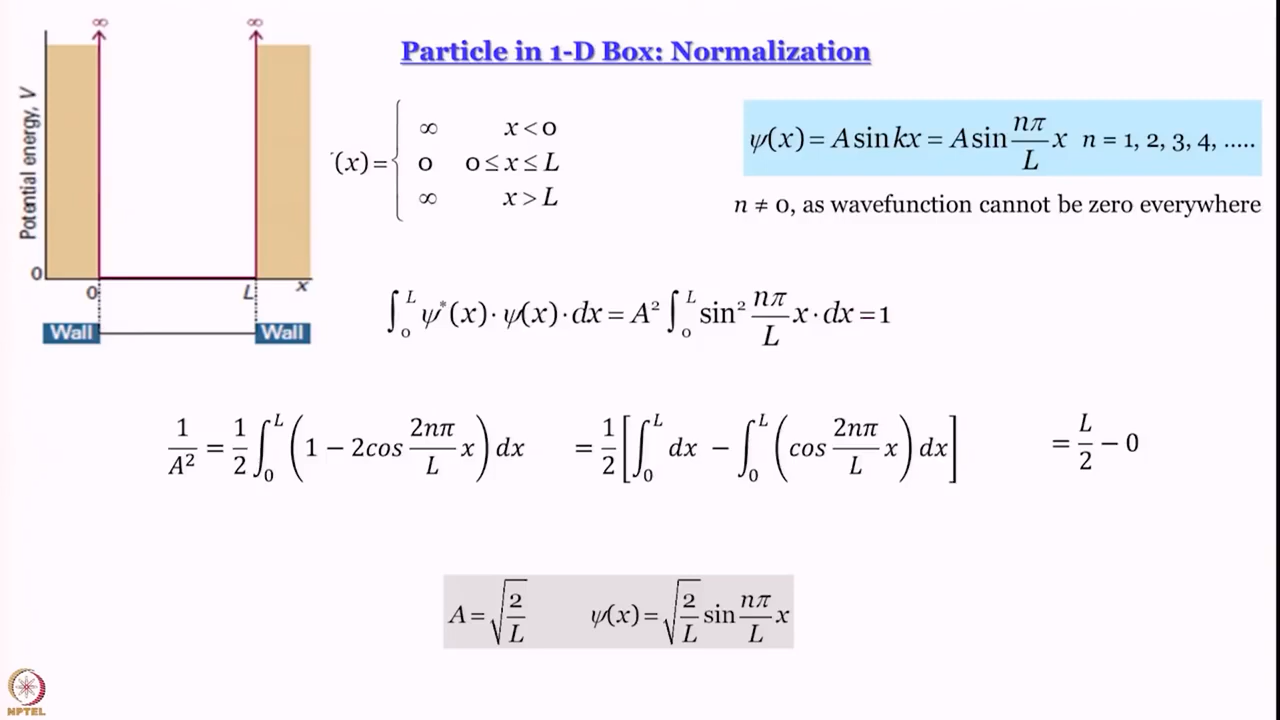 Particle in 1-D Box: Normalization
∞ ∞
Potential energy, V
0
0 L x
Wall Wall
(x) = { ∞ x < 0
0 0 ≤ x ≤ L
∞ x > L
ψ(x) = A sin kx = A sin nπ/L x n = 1, 2, 3, 4, .....
n ≠ 0, as wavefunction cannot be zero everywhere
∫₀ᴸ ψ*(x) · ψ(x) · dx = A² ∫₀ᴸ sin² nπ/L x · dx = 1
1/A² = 1/2 ∫₀ᴸ (1 − 2cos 2nπ/L x) dx = 1/2 [∫₀ᴸ dx − ∫₀ᴸ (cos 2nπ/L x) dx] = L/2 − 0
A = √(2/L) ψ(x) = √(2/L) sin nπ/L x
NPTEL